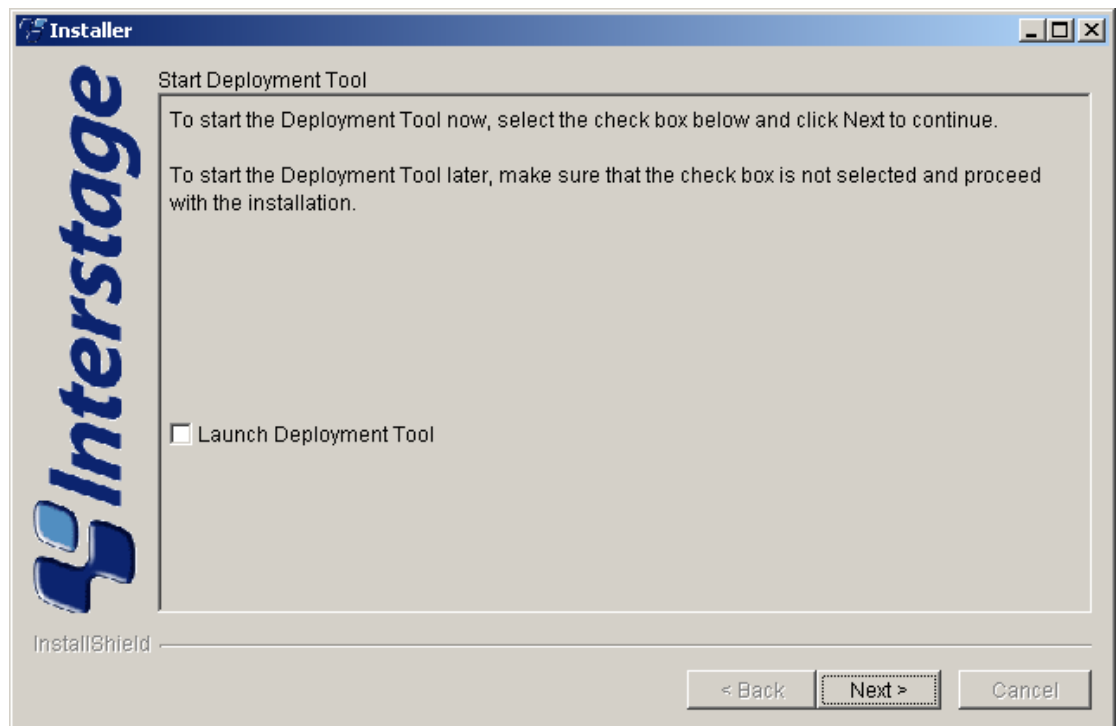 Installer
Interstage
Start Deployment Tool
To start the Deployment Tool now, select the check box below and click Next to continue.
To start the Deployment Tool later, make sure that the check box is not selected and proceed
with the installation.
Launch Deployment Tool
InstallShield
< Back
Next >
Cancel